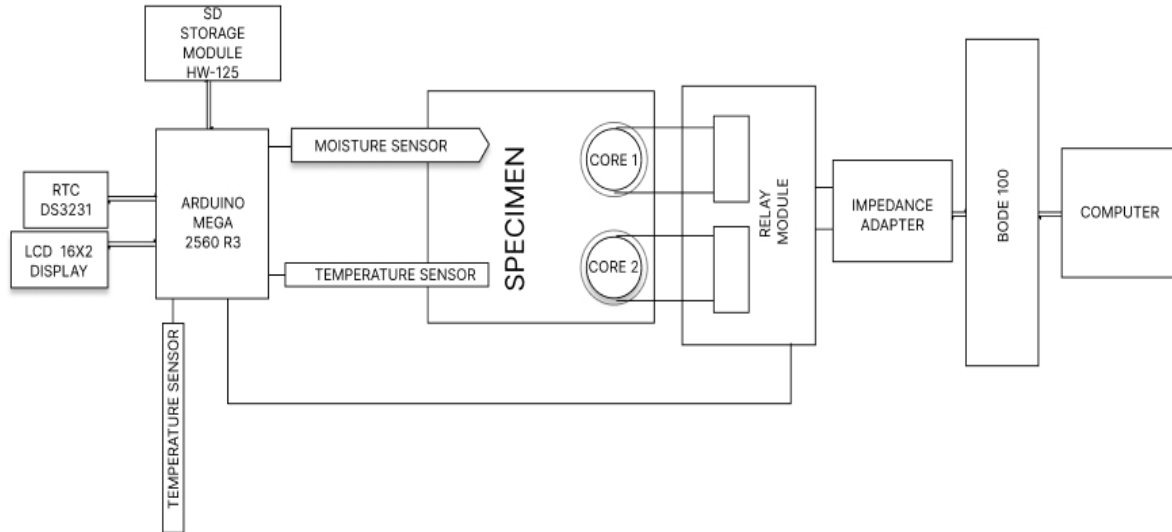 SD
STORAGE
MODULE
HW-125
MOISTURE SENSOR
RTC
DS3231
LCD 16X2
DISPLAY
ARDUINO
MEGA
2560 R3
TEMPERATURE SENSOR
TEMPERATURE SENSOR
SPECIMEN
CORE 1
CORE 2
RELAY
MODULE
IMPEDANCE
ADAPTER
BODE 100
COMPUTER